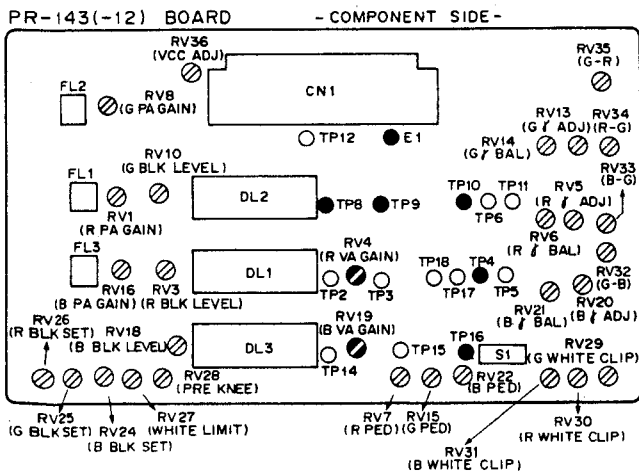 PR-143(-12) BOARD
-COMPONENT SIDE-
RV36
(VCC ADJ)
RV35
(G-R)
FL2
RV8
(G PA GAIN)
CN1
RV13
(G γ ADJ)
RV34
(R-G)
TP12
E1
RV14
(G γ BAL)
RV33
(B-G)
RV10
(G BLK LEVEL)
FL1
DL2
TP8
TP9
TP10
TP11
TP6
RV5
(R γ ADJ)
RV1
(R PA GAIN)
RV6
(R γ BAL)
FL3
RV4
(R VA GAIN)
DL1
TP2
TP3
TP18
TP17
TP4
TP5
RV32
(G-B)
RV16
(B PA GAIN)
RV3
(R BLK LEVEL)
RV19
(B VA GAIN)
RV21
(B γ BAL)
RV20
(B γ ADJ)
RV26
(R BLK SET)
RV18
(B BLK LEVEL)
DL3
TP14
TP15
TP16
S1
RV29
(G WHITE CLIP)
RV28
(PRE KNEE)
RV22
(B PED)
RV25
(G BLK SET)
RV24
(B BLK SET)
RV27
(WHITE LIMIT)
RV7
(R PED)
RV15
(G PED)
RV30
(R WHITE CLIP)
RV31
(B WHITE CLIP)